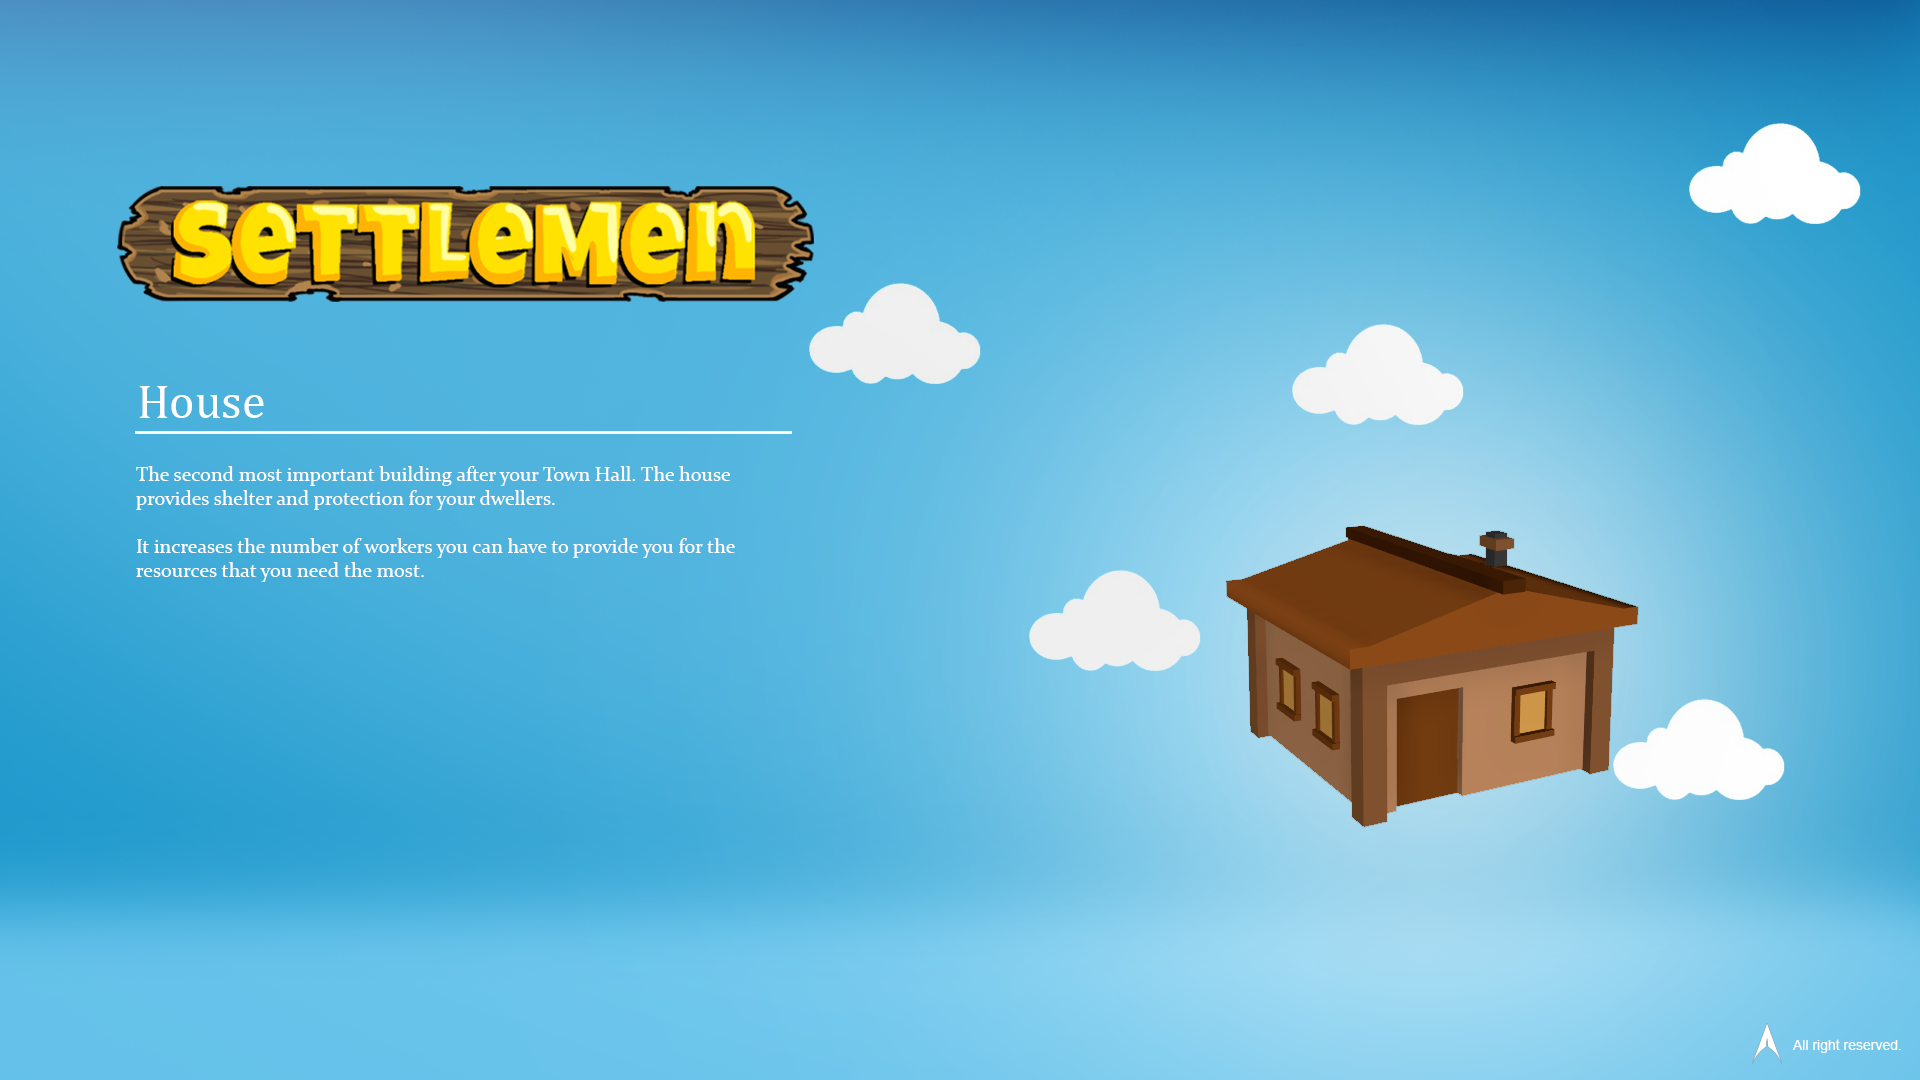 SeTTLeMen
House
The second most important building after your Town Hall. The house
provides shelter and protection for your dwellers.
It increases the number of workers you can have to provide you for the
resources that you need the most.
All right reserved.